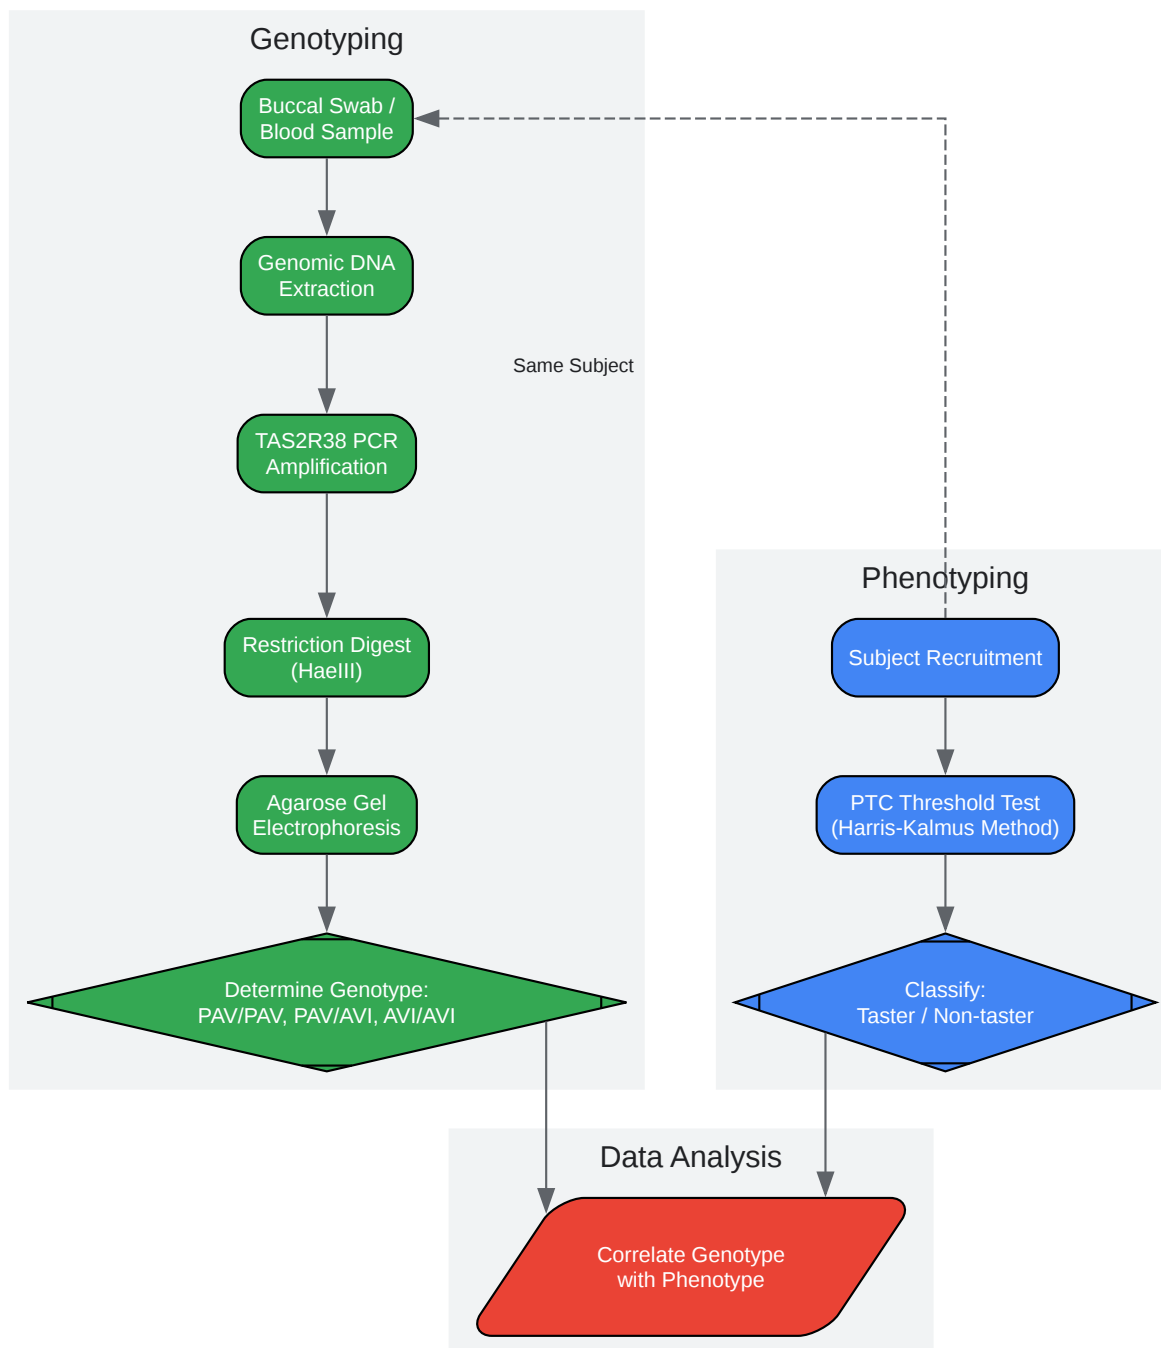 Genotyping
Buccal Swab /
Blood Sample
Genomic DNA
Extraction
Same Subject
TAS2R38 PCR
Amplification
Restriction Digest
(HaeIII)
Agarose Gel
Electrophoresis
Determine Genotype:
PAV/PAV, PAV/AVI, AVI/AVI
Phenotyping
Subject Recruitment
PTC Threshold Test
(Harris-Kalmus Method)
Classify:
Taster / Non-taster
Data Analysis
Correlate Genotype
with Phenotype